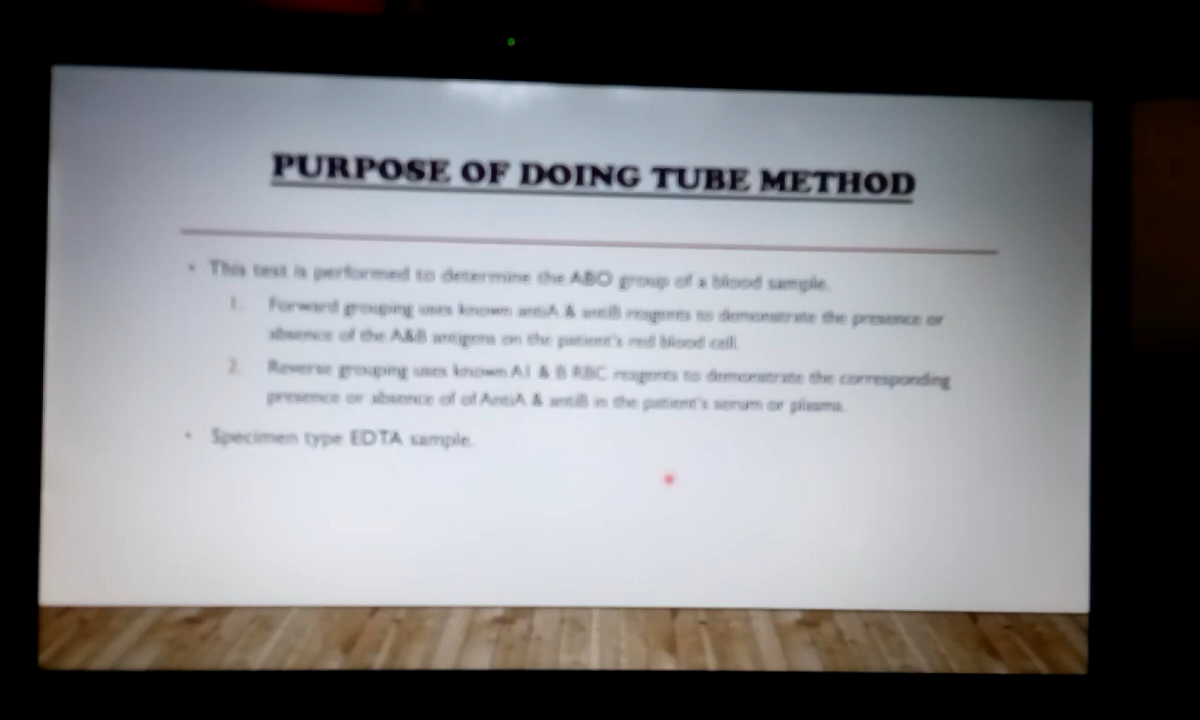 PURPOSE OF DOING TUBE METHOD
• This test is performed to determine the ABO group of a blood sample.
1. Forward grouping uses known antiA & antiB reagents to demonstrate the presence or
absence of the A&B antigens on the patient's red blood cell.
2. Reverse grouping uses known A1 & B RBC reagents to demonstrate the corresponding
presence or absence of of AntiA & antiB in the patient's serum or plasma.
• Specimen type EDTA sample.